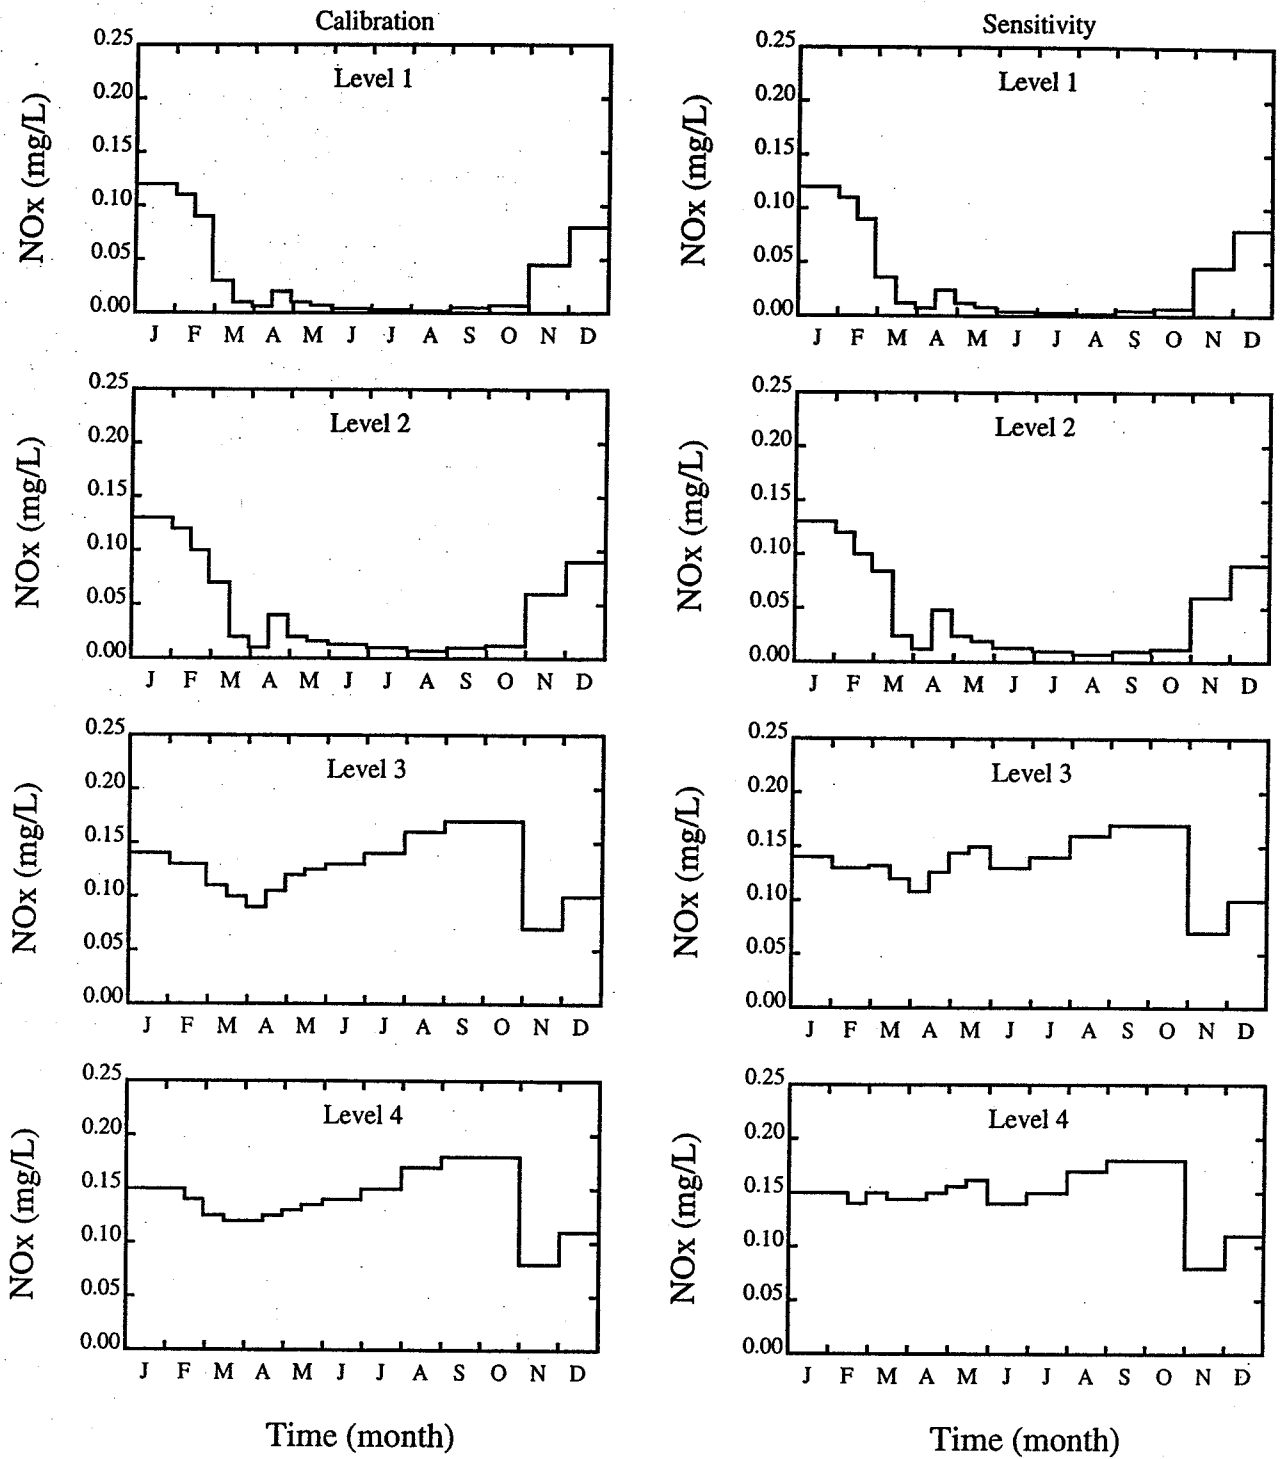 Calibration
Sensitivity
Level 1
NOx (mg/L)
0.25
0.20
0.15
0.10
0.05
0.00
J F M A M J J A S O N D
Level 1
NOx (mg/L)
0.25
0.20
0.15
0.10
0.05
0.00
J F M A M J J A S O N D
Level 2
NOx (mg/L)
0.25
0.20
0.15
0.10
0.05
0.00
J F M A M J J A S O N D
Level 2
NOx (mg/L)
0.25
0.20
0.15
0.10
0.05
0.00
J F M A M J J A S O N D
Level 3
NOx (mg/L)
0.25
0.20
0.15
0.10
0.05
0.00
J F M A M J J A S O N D
Level 3
NOx (mg/L)
0.25
0.20
0.15
0.10
0.05
0.00
J F M A M J J A S O N D
Level 4
NOx (mg/L)
0.25
0.20
0.15
0.10
0.05
0.00
J F M A M J J A S O N D
Level 4
NOx (mg/L)
0.25
0.20
0.15
0.10
0.05
0.00
J F M A M J J A S O N D
Time (month)
Time (month)